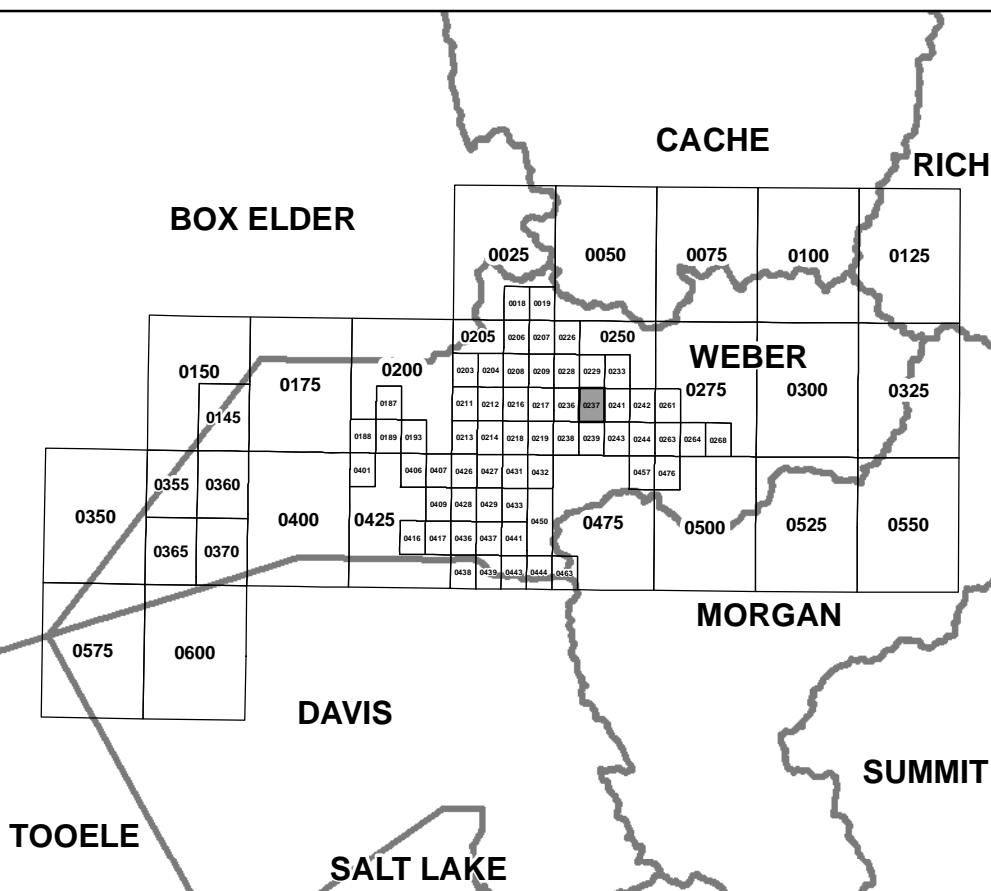 CACHE
RICH
BOX ELDER
0025 0050 0075 0100 0125
0018 0019
0205 0206 0207 0226 0250
WEBER
0150 0175 0200 0203 0204 0208 0209 0228 0229 0233
0275 0300 0325
0145 0187 0211 0212 0216 0217 0236 0237 0241 0242 0261
0188 0189 0193 0213 0214 0218 0219 0238 0239 0243 0244 0263 0264 0268
0355 0360 0401 0406 0407 0426 0427 0431 0432 0457 0476
0350 0400 0425 0409 0428 0429 0433 0450 0475 0500 0525 0550
0365 0370 0416 0417 0436 0437 0441
0438 0439 0443 0444 0463
MORGAN
0575 0600
DAVIS
SUMMIT
TOOELE
SALT LAKE